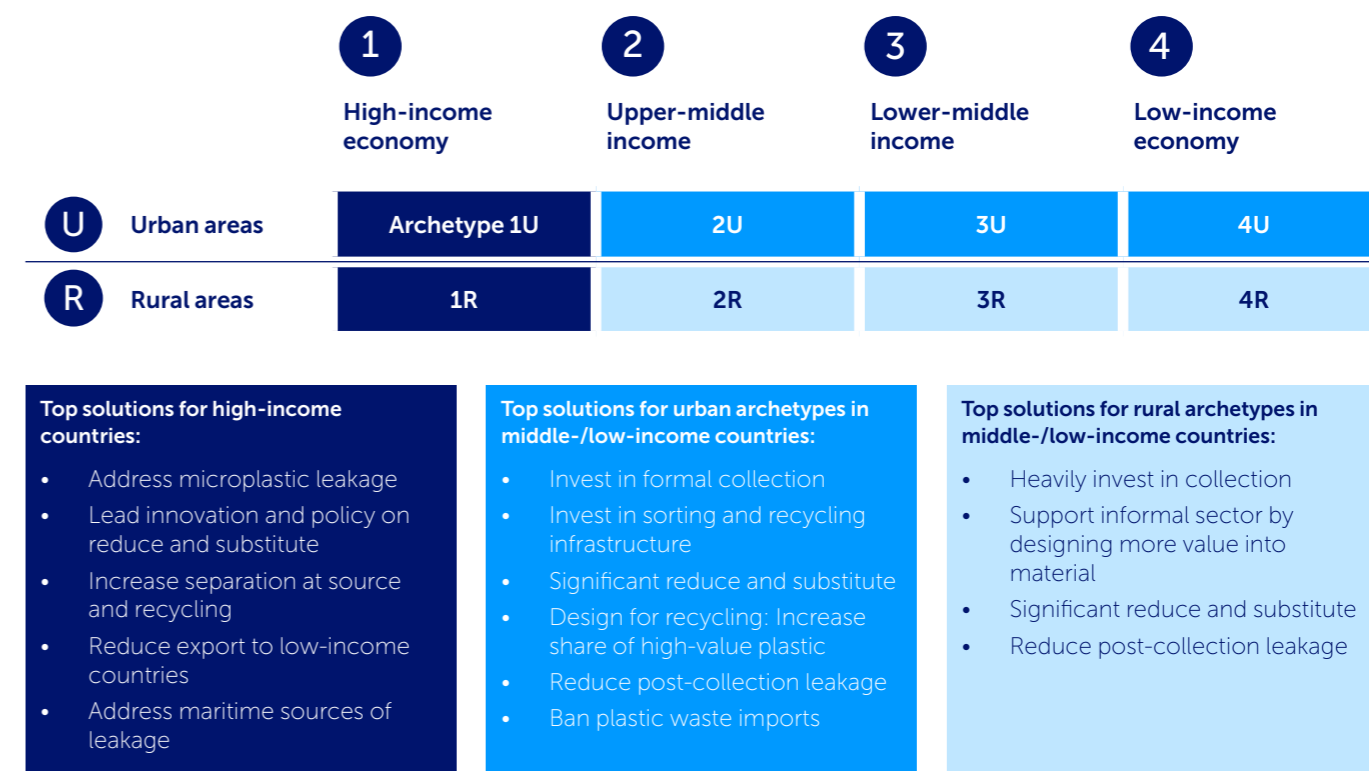 1
2
3
4
High-income
economy
Upper-middle
income
Lower-middle
income
Low-income
economy
U
Urban areas
Archetype 1U
2U
3U
4U
R
Rural areas
1R
2R
3R
4R
Top solutions for high-income
countries:
• Address microplastic leakage
• Lead innovation and policy on
reduce and substitute
• Increase separation at source
and recycling
• Reduce export to low-income
countries
• Address maritime sources of
leakage
Top solutions for urban archetypes in
middle-/low-income countries:
• Invest in formal collection
• Invest in sorting and recycling
infrastructure
• Significant reduce and substitute
• Design for recycling: Increase
share of high-value plastic
• Reduce post-collection leakage
• Ban plastic waste imports
Top solutions for rural archetypes in
middle-/low-income countries:
• Heavily invest in collection
• Support informal sector by
designing more value into
material
• Significant reduce and substitute
• Reduce post-collection leakage